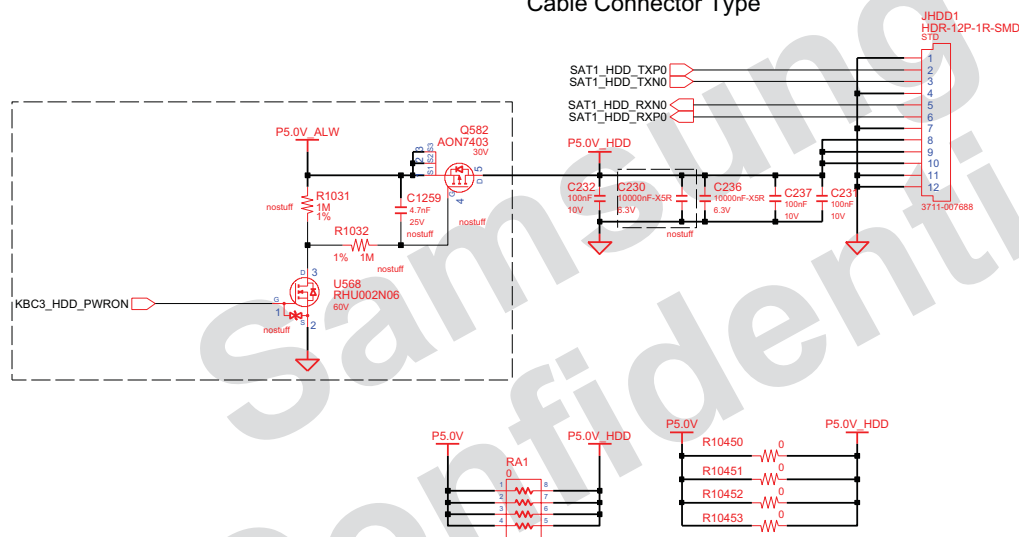 Cable Connector Type
JHDD1
HDR-12P-1R-SMD
STD
1
2
3
4
5
6
7
8
9
10
11
12
3711-007688
SAT1_HDD_TXP0
SAT1_HDD_TXN0
SAT1_HDD_RXN0
SAT1_HDD_RXP0
P5.0V_ALW
Q582
AON7403
30V
3 S3
2 S2
1 S1
D 5
G
4
nostuff
R1031
1M
1%
nostuff
C1259
4.7nF
25V
nostuff
R1032
1% 1M
nostuff
D 3
U568
RHU002N06
60V
G
1
S 2
nostuff
KBC3_HDD_PWRON
P5.0V_HDD
C232
100nF
10V
C230
10000nF-X5R
6.3V
nostuff
C236
10000nF-X5R
6.3V
C237
100nF
10V
C231
100nF
10V
P5.0V
P5.0V_HDD
RA1
0
1 8
2 7
3 6
4 5
P5.0V
P5.0V_HDD
R10450 0
R10451 0
R10452 0
R10453 0
Samsung
Confidenti